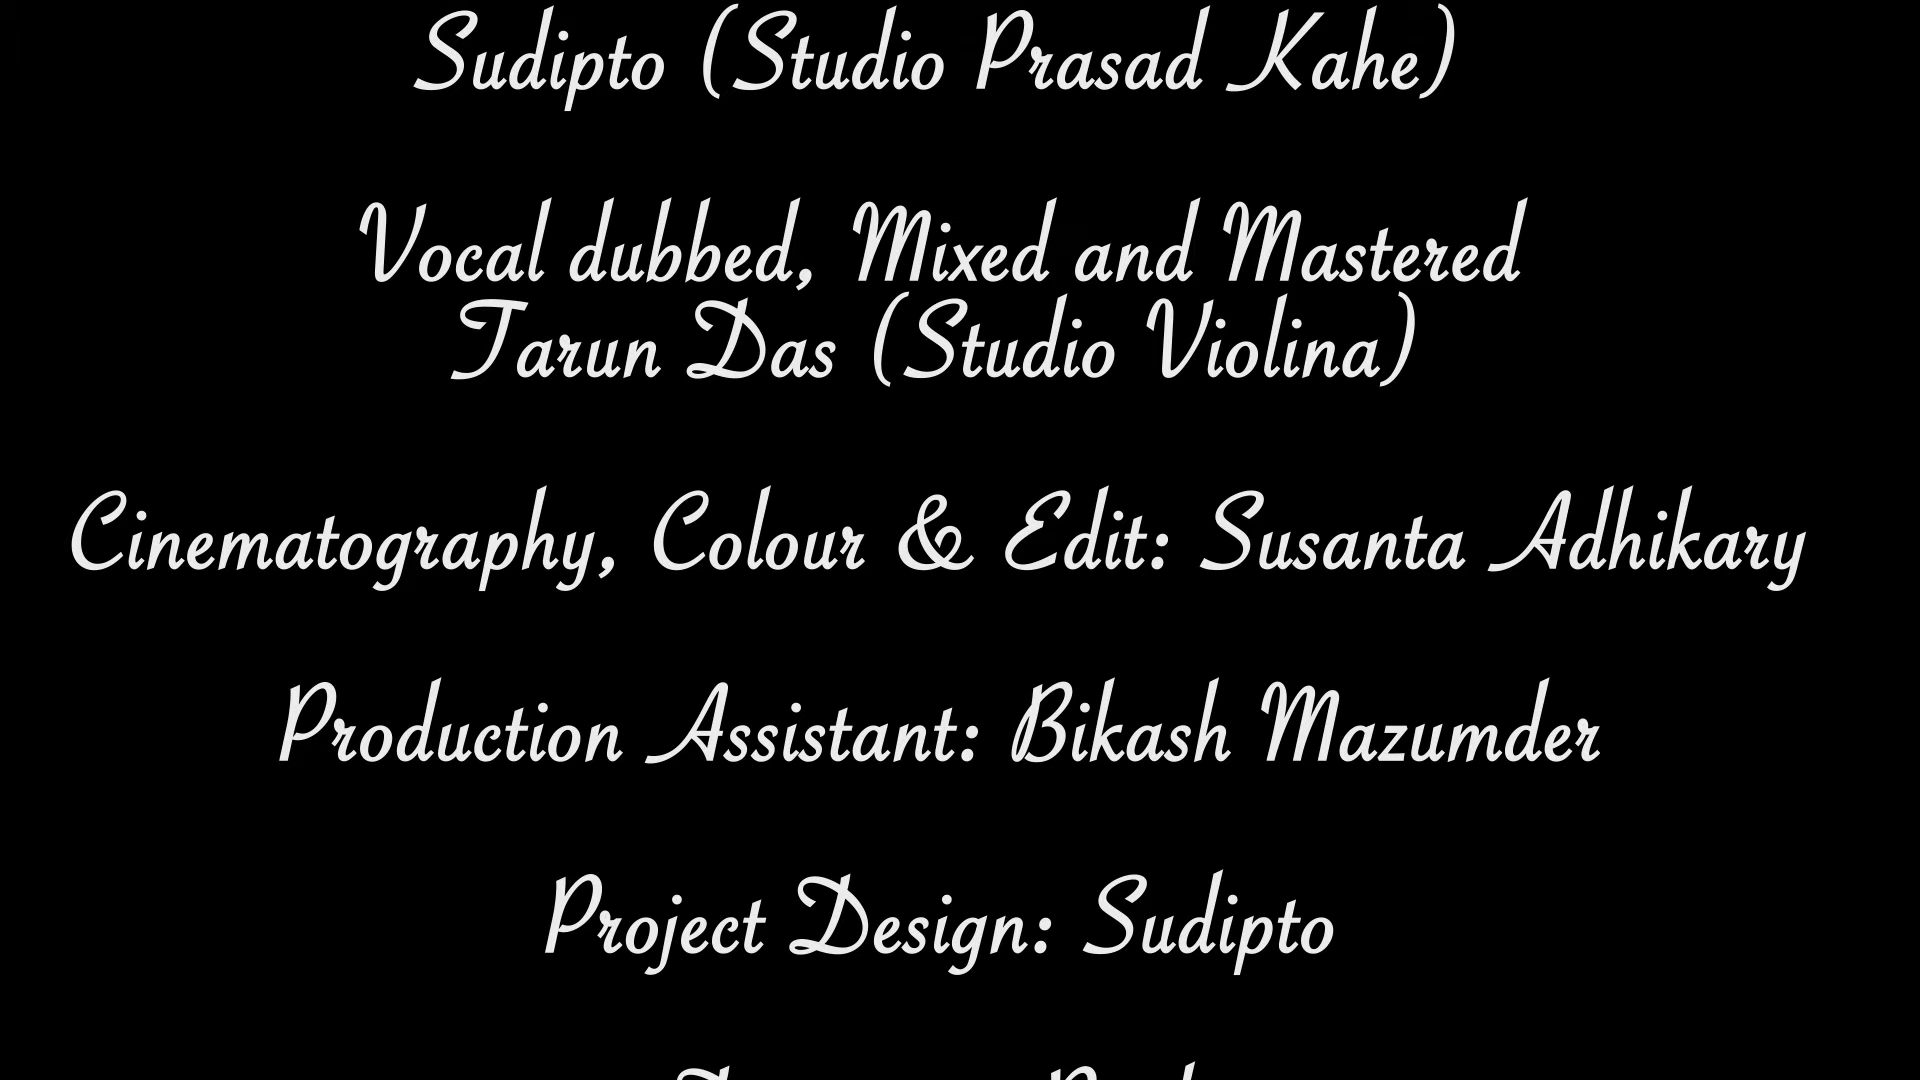 Sudipto (Studio Prasad Kahe)
Vocal dubbed, Mixed and Mastered
Tarun Das (Studio Violina)
Cinematography, Colour & Edit: Susanta Adhikary
Production Assistant: Bikash Mazumder
Project Design: Sudipto